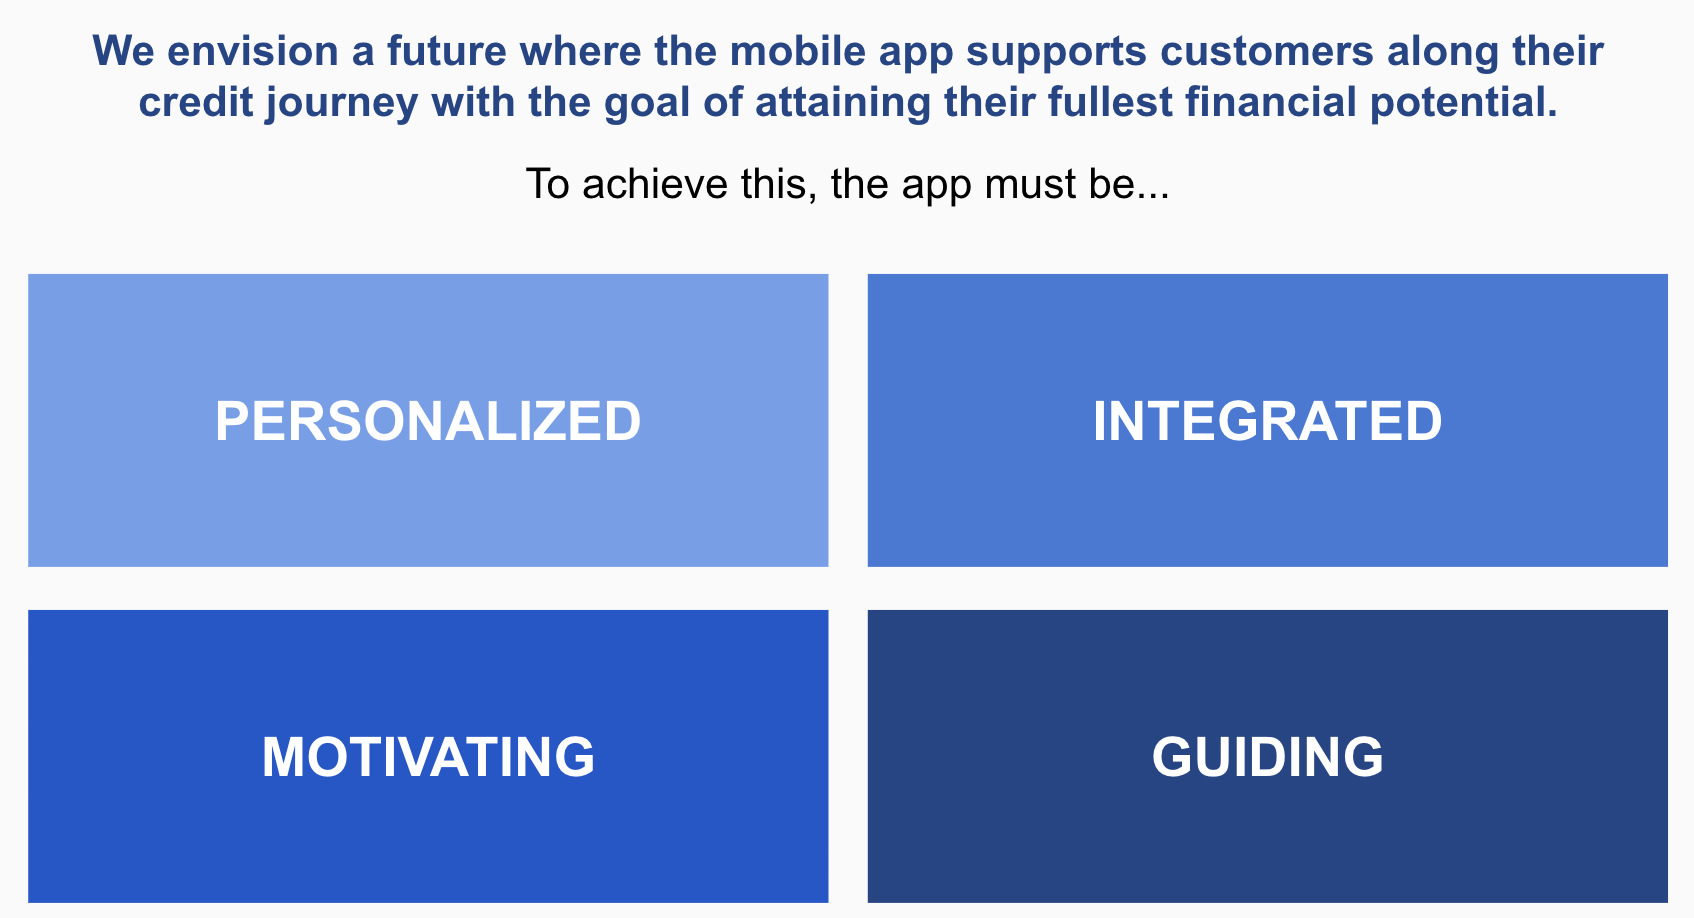 We envision a future where the mobile app supports customers along their
credit journey with the goal of attaining their fullest financial potential.
To achieve this, the app must be...
PERSONALIZED
INTEGRATED
MOTIVATING
GUIDING